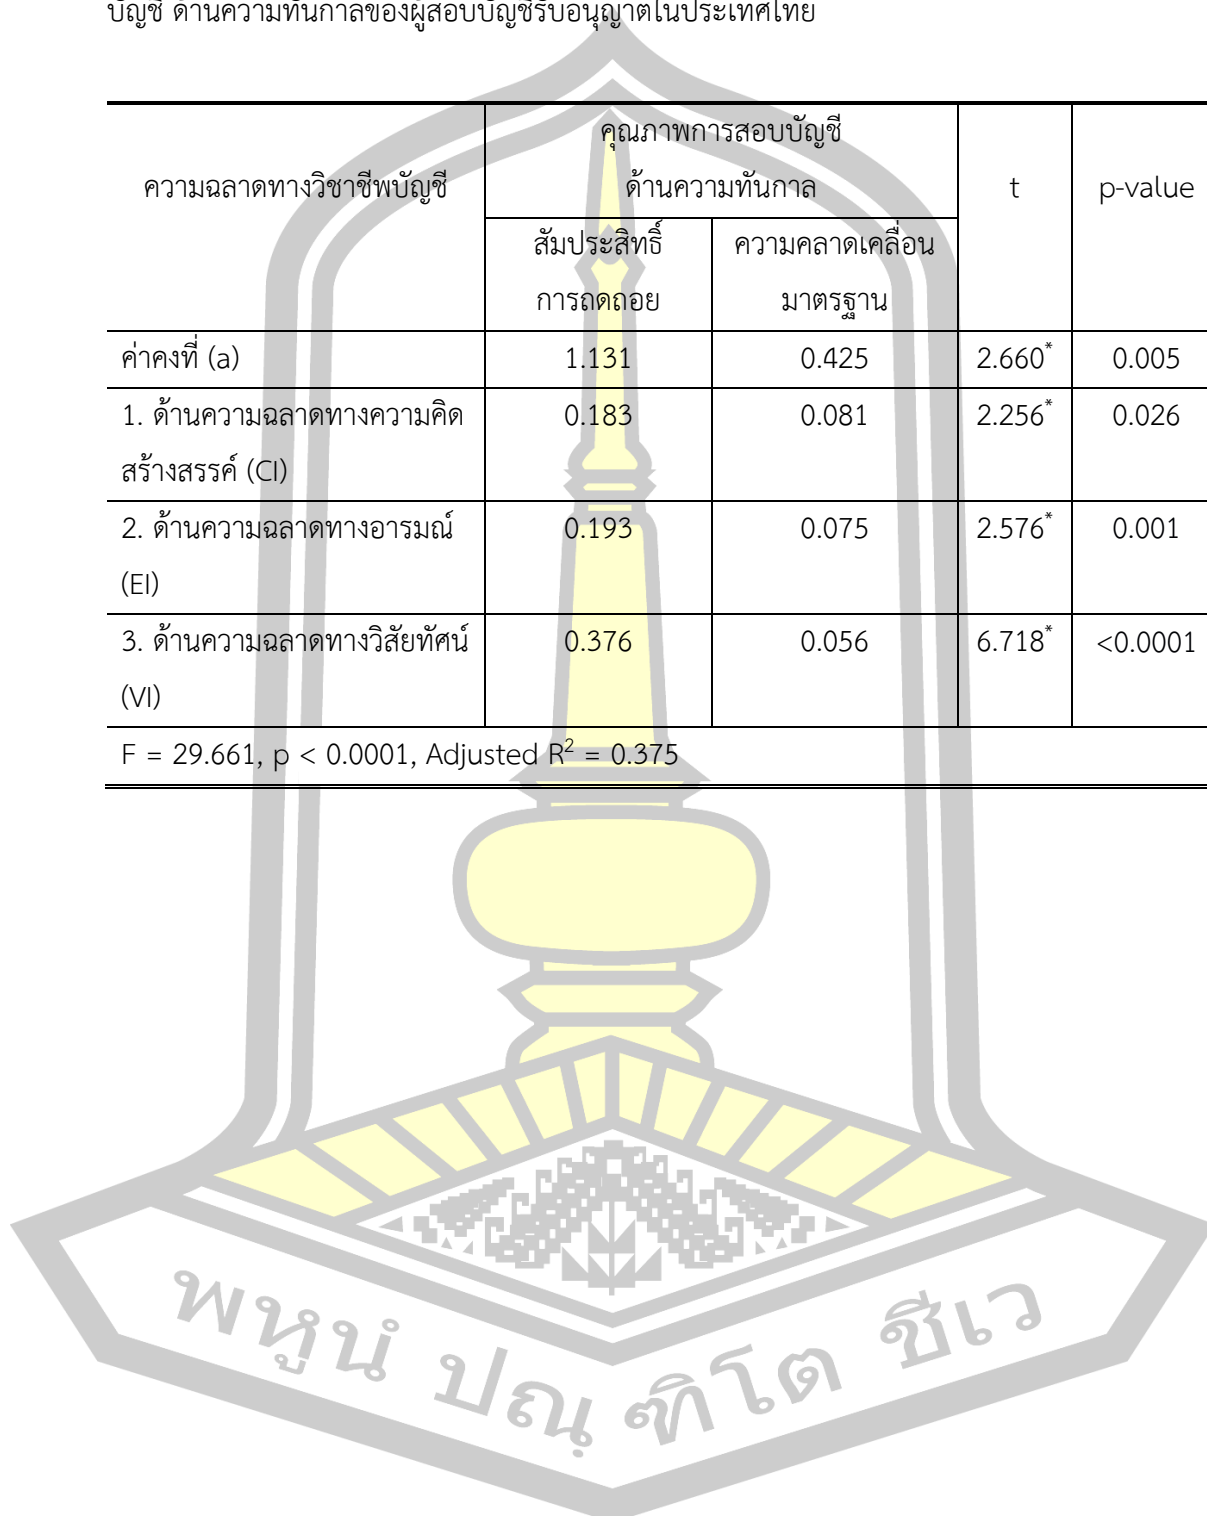 บัญชี ด้านความทันกาลของผู้สอบบัญชีรับอนุญาตในประเทศไทย
คุณภาพการสอบบัญชี
ความฉลาดทางวิชาชีพบัญชี ด้านความทันกาล t p-value
สัมประสิทธิ์ ความคลาดเคลื่อน
การถดถอย มาตรฐาน
ค่าคงที่ (a) 1.131 0.425 2.660* 0.005
1. ด้านความฉลาดทางความคิด 0.183 0.081 2.256* 0.026
สร้างสรรค์ (CI)
2. ด้านความฉลาดทางอารมณ์ 0.193 0.075 2.576* 0.001
(EI)
3. ด้านความฉลาดทางวิสัยทัศน์ 0.376 0.056 6.718* <0.0001
(VI)
F = 29.661, p < 0.0001, Adjusted R² = 0.375
พหูนํ ปณฺฑิโต ชีเว